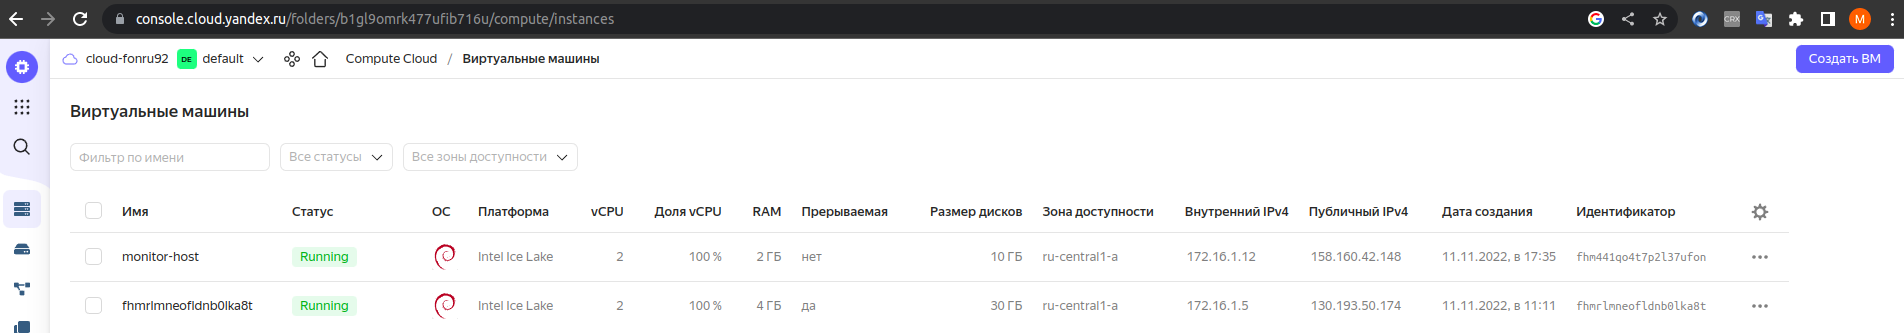 console.cloud.yandex.ru/folders/b1gl9omrk477ufib716u/compute/instances
CRX
M
cloud-fonru92 DE default Compute Cloud / Виртуальные машины Создать ВМ
Виртуальные машины
Фильтр по имени Все статусы Все зоны доступности
Имя Статус ОС Платформа vCPU Доля vCPU RAM Прерываемая Размер дисков Зона доступности Внутренний IPv4 Публичный IPv4 Дата создания Идентификатор
monitor-host Running Intel Ice Lake 2 100 % 2 ГБ нет 10 ГБ ru-central1-a 172.16.1.12 158.160.42.148 11.11.2022, в 17:35 fhm441qo4t7p2l37ufon
fhmrlmneofldnb0lka8t Running Intel Ice Lake 2 100 % 4 ГБ да 30 ГБ ru-central1-a 172.16.1.5 130.193.50.174 11.11.2022, в 11:11 fhmrlmneofldnb0lka8t